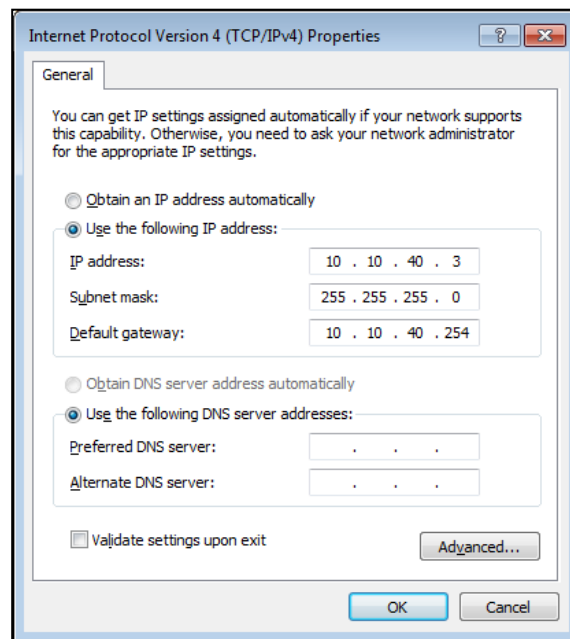 Internet Protocol Version 4 (TCP/IPv4) Properties
General
You can get IP settings assigned automatically if your network supports
this capability. Otherwise, you need to ask your network administrator
for the appropriate IP settings.
Obtain an IP address automatically
Use the following IP address:
IP address: 10 . 10 . 40 . 3
Subnet mask: 255 . 255 . 255 . 0
Default gateway: 10 . 10 . 40 . 254
Obtain DNS server address automatically
Use the following DNS server addresses:
Preferred DNS server: . . .
Alternate DNS server: . . .
Validate settings upon exit
Advanced...
OK Cancel